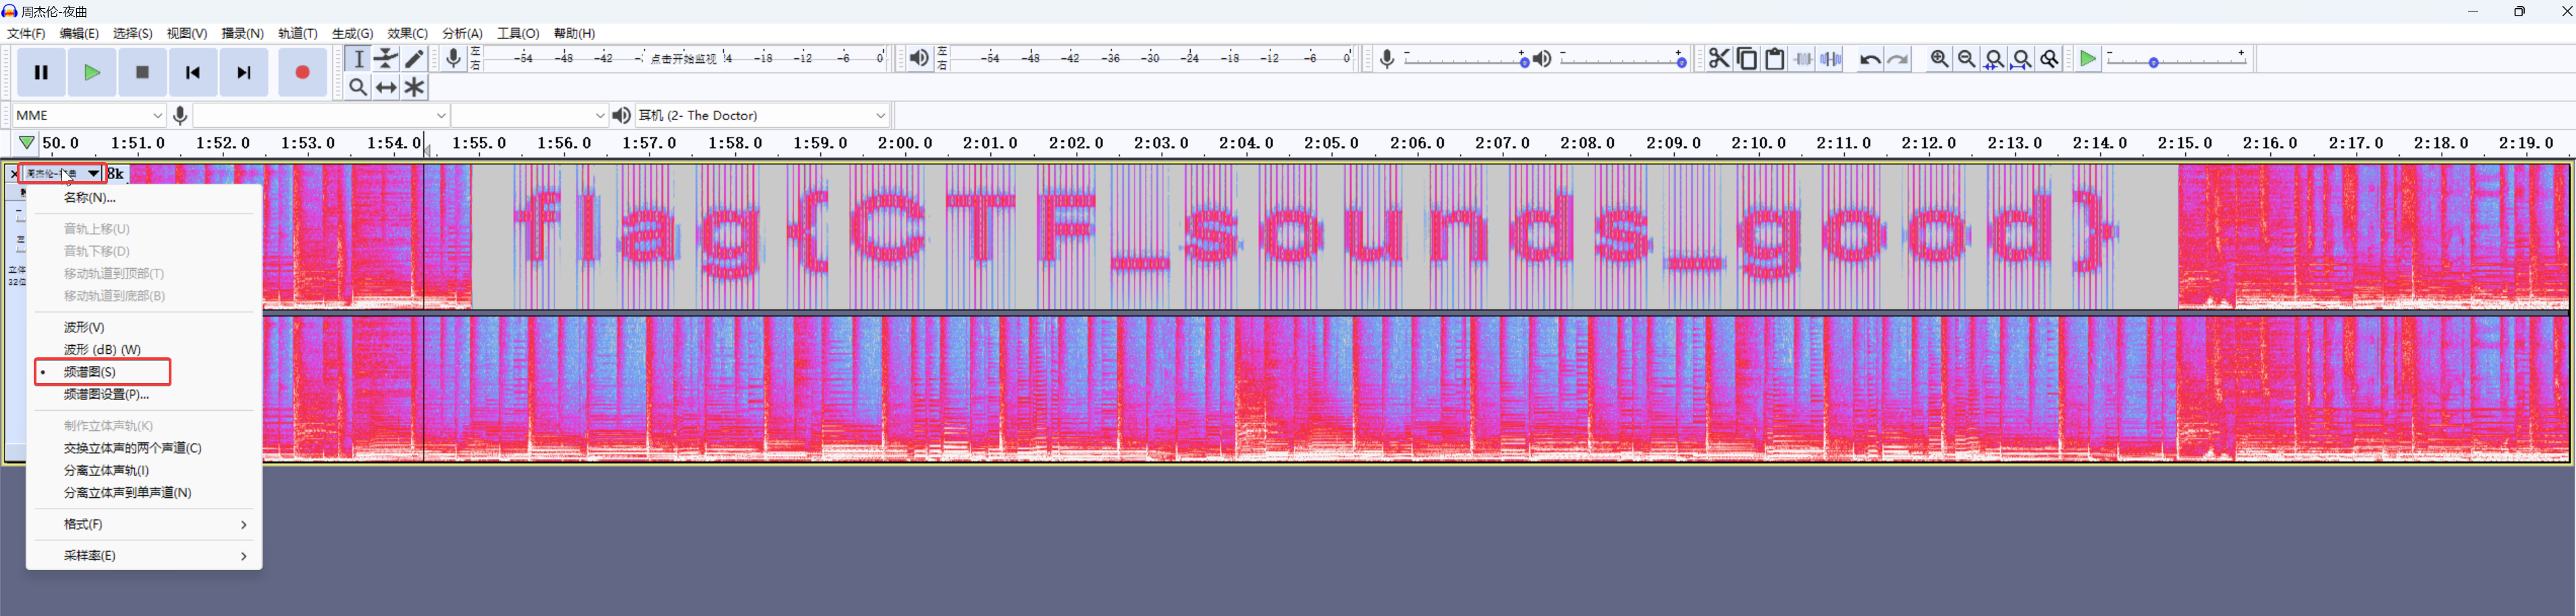 周杰伦-夜曲
文件(F) 编辑(E) 选择(S) 视图(V) 播录(N) 轨道(T) 生成(G) 效果(C) 分析(A) 工具(O) 帮助(H)
左 -54 -48 -42 点击开始监视 -18 -12 -6 0 左 -54 -48 -42 -36 -30 -24 -18 -12 -6 0
右 右
MME 耳机 (2- The Doctor)
50.0 1:51.0 1:52.0 1:53.0 1:54.0 1:55.0 1:56.0 1:57.0 1:58.0 1:59.0 2:00.0 2:01.0 2:02.0 2:03.0 2:04.0 2:05.0 2:06.0 2:07.0 2:08.0 2:09.0 2:10.0 2:11.0 2:12.0 2:13.0 2:14.0 2:15.0 2:16.0 2:17.0 2:18.0 2:19.0
8k
flag{CTF_sounds_good}
名称(N)...
音轨上移(U)
音轨下移(D)
移动轨道到顶部(T)
移动轨道到底部(B)
波形(V)
波形 (dB) (W)
频谱图(S)
频谱图设置(P)...
制作立体声轨(K)
交换立体声的两个声道(C)
分离立体声轨(I)
分离立体声到单声道(N)
格式(F)
采样率(E)